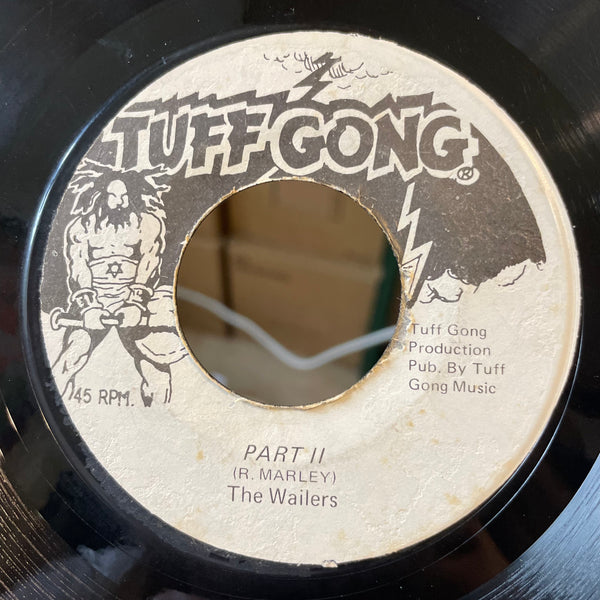 TUFF GONG ®
Tuff Gong
Production
Pub. By Tuff
Gong Music
45 RPM.
PART II
(R. MARLEY)
The Wailers